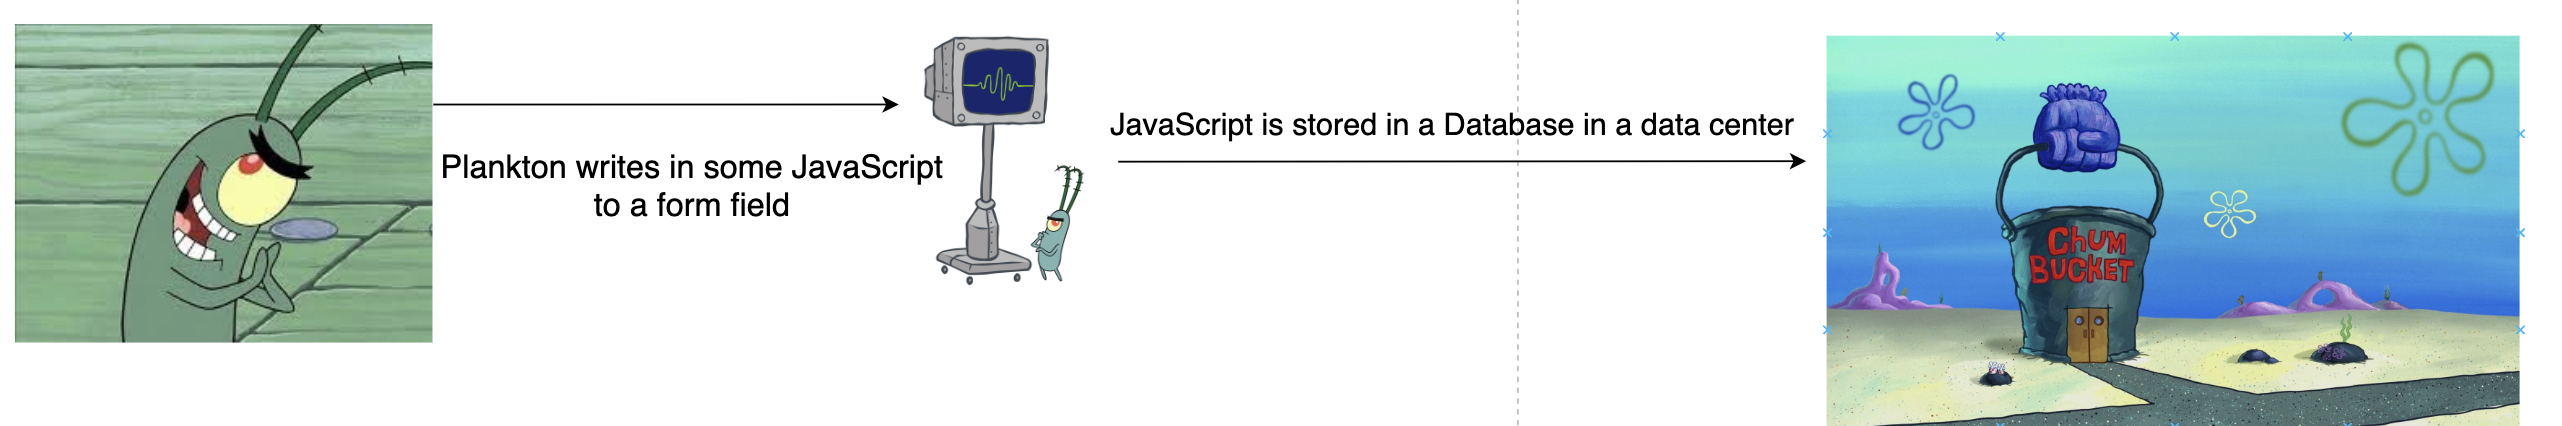 Plankton writes in some JavaScript
to a form field
JavaScript is stored in a Database in a data center
CHUM
BUCKET